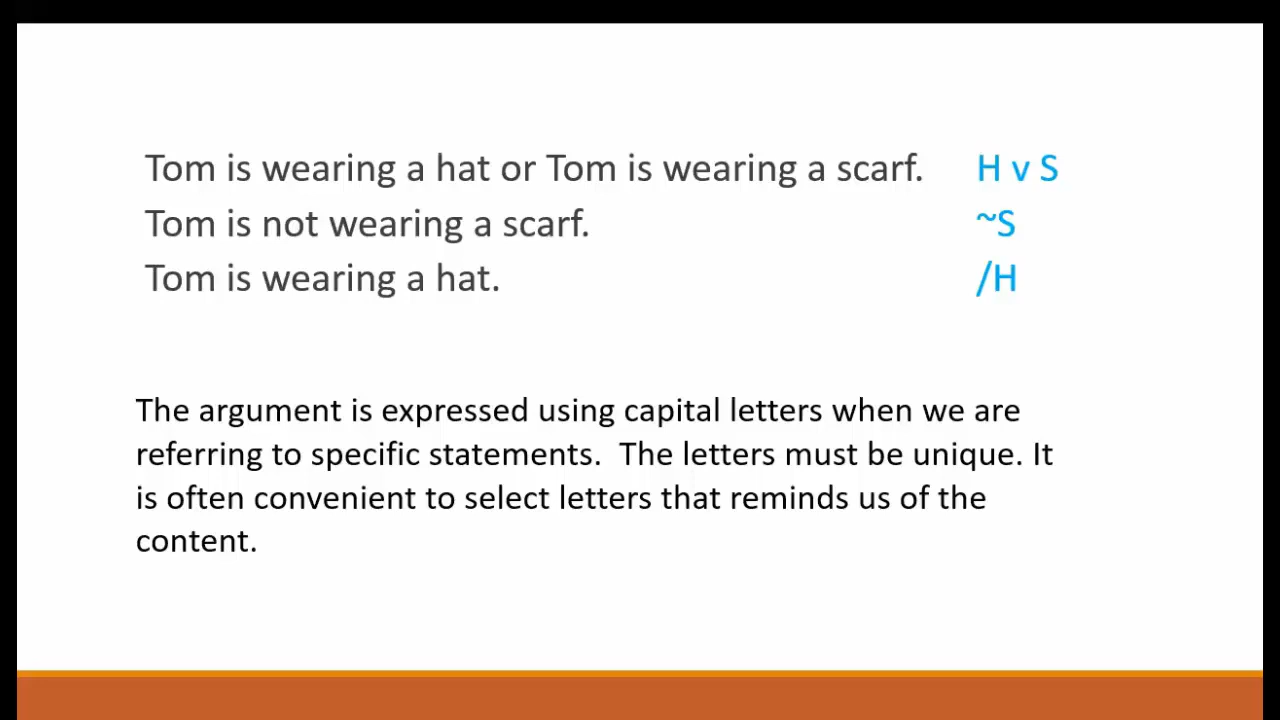 Tom is wearing a hat or Tom is wearing a scarf. H v S
Tom is not wearing a scarf. ~S
Tom is wearing a hat. /H
The argument is expressed using capital letters when we are
referring to specific statements.  The letters must be unique. It
is often convenient to select letters that reminds us of the
content.